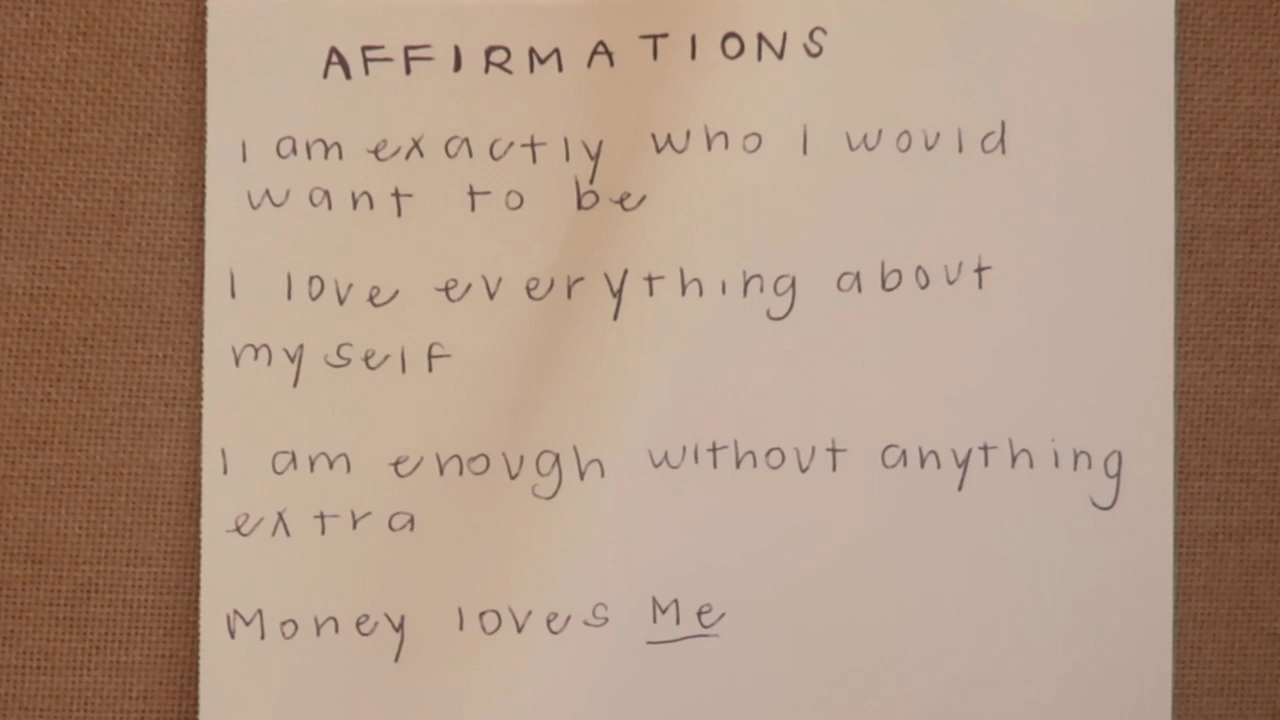 AFFIRMATIONS
I am exactly who I would
want to be
I love everything about
myself
I am enough without anything
extra
Money loves Me